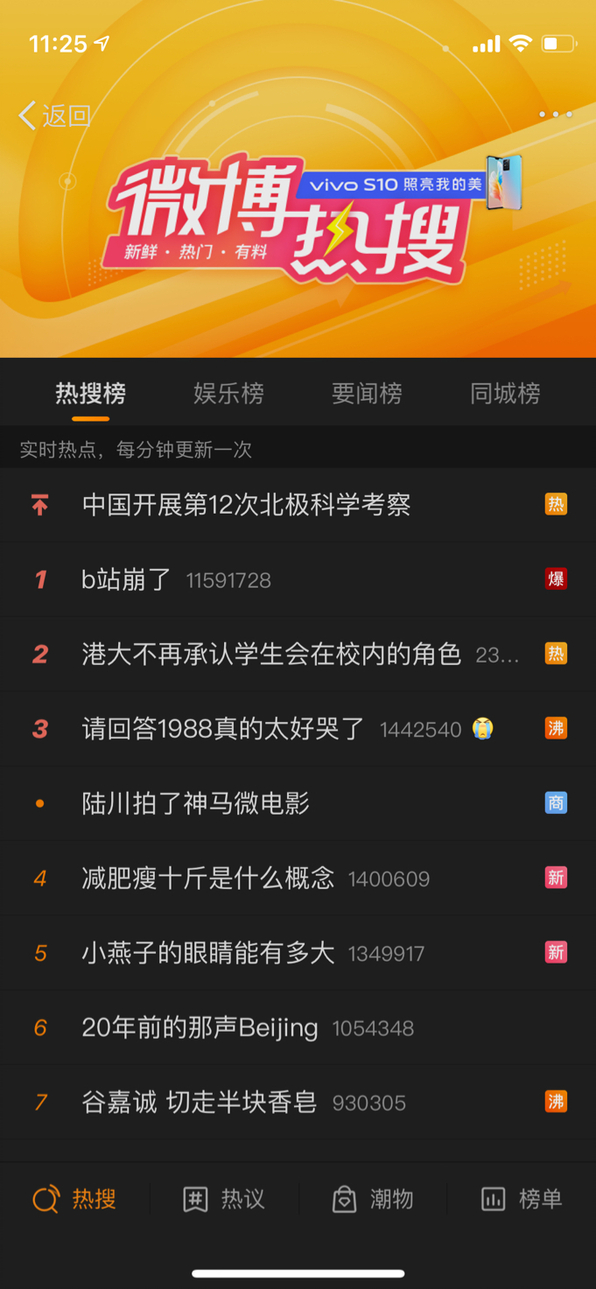 11:25
返回
微博热搜
vivo S10 照亮我的美
新鲜·热门·有料
热搜榜 娱乐榜 要闻榜 同城榜
实时热点，每分钟更新一次
中国开展第12次北极科学考察 热
1 b站崩了 11591728 爆
2 港大不再承认学生会在校内的角色 23... 热
3 请回答1988真的太好哭了 1442540 😭 沸
• 陆川拍了神马微电影 商
4 减肥瘦十斤是什么概念 1400609 新
5 小燕子的眼睛能有多大 1349917 新
6 20年前的那声Beijing 1054348
7 谷嘉诚 切走半块香皂 930305 沸
热搜 热议 潮物 榜单